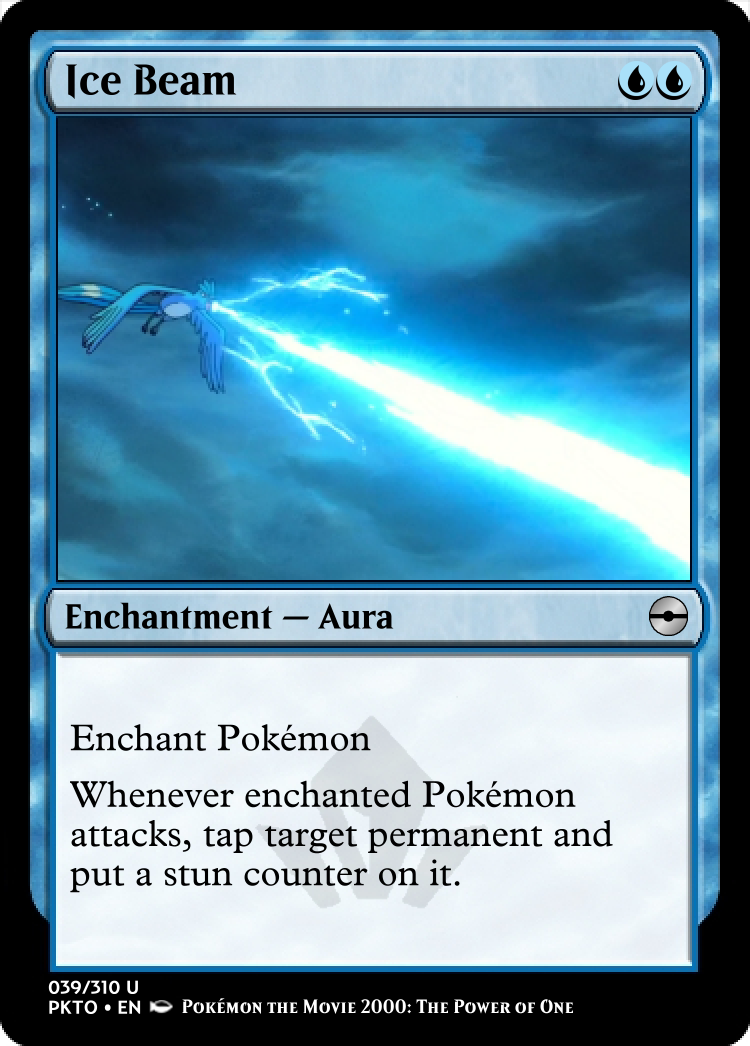 Ice Beam
Enchantment — Aura
Enchant Pokémon
Whenever enchanted Pokémon
attacks, tap target permanent and
put a stun counter on it.
039/310 U
PKTO • EN Pokémon the Movie 2000: The Power of One